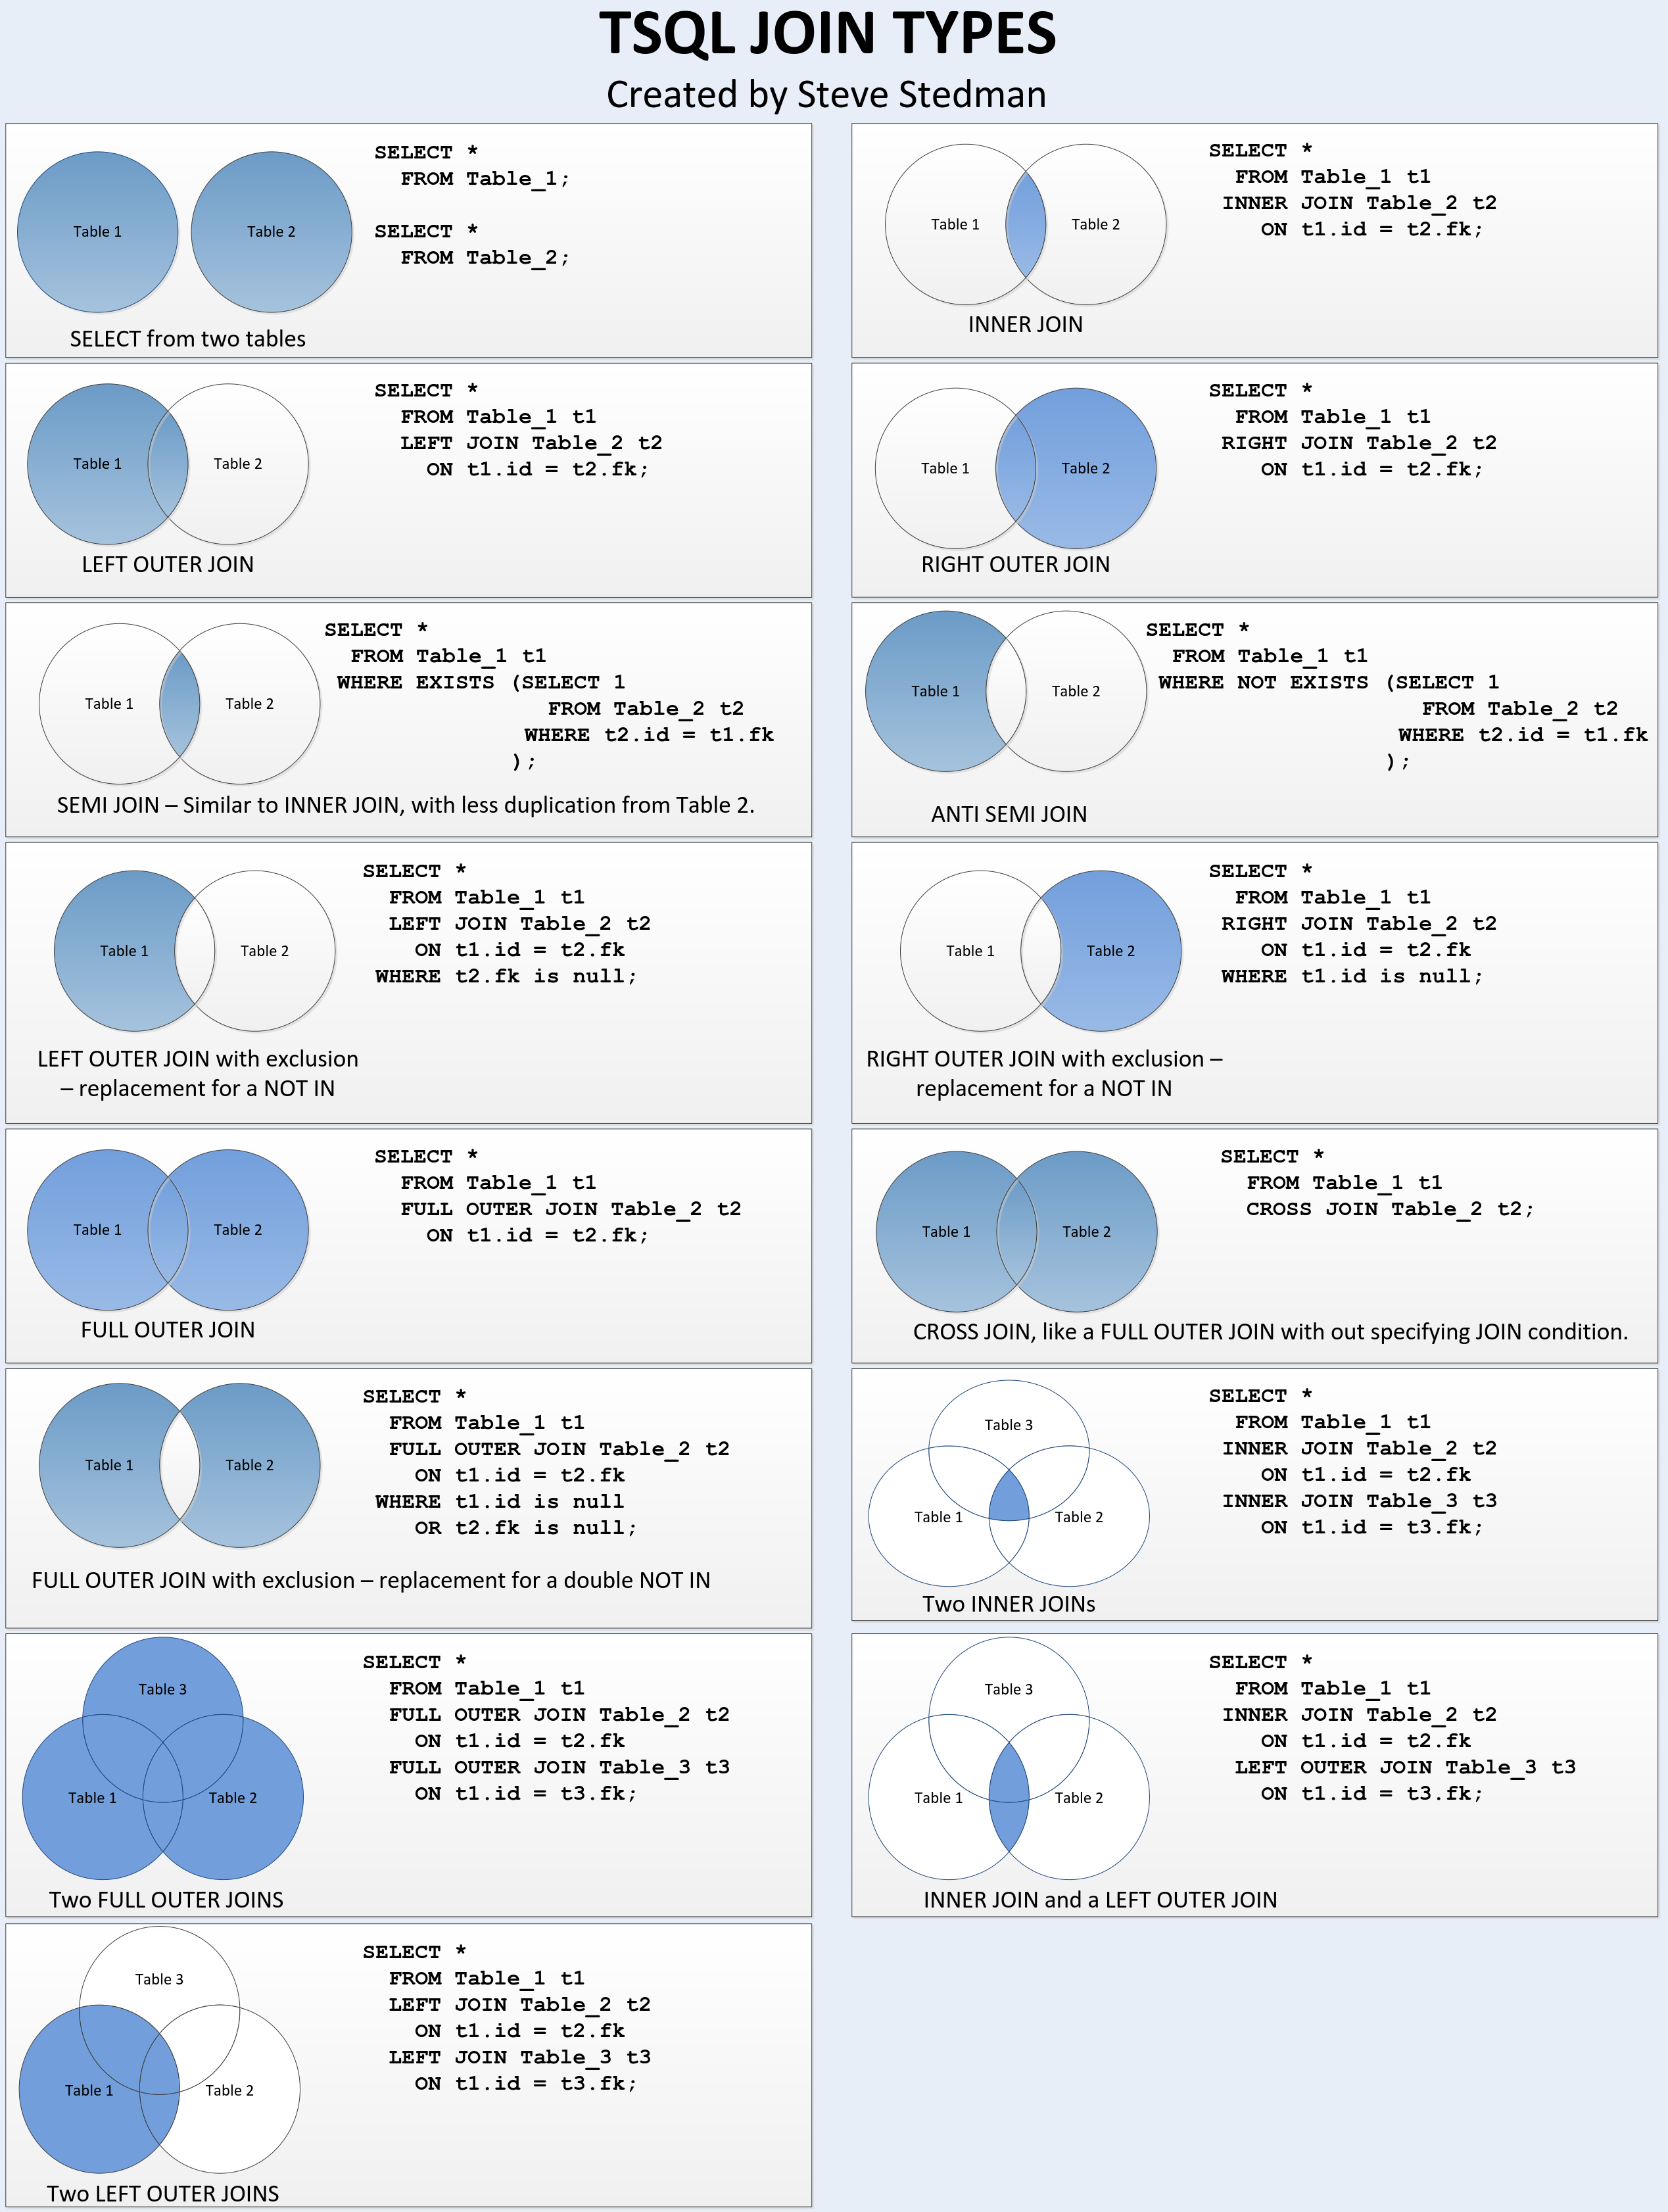 TSQL JOIN TYPES
Created by Steve Stedman
Table 1
Table 2
SELECT *
FROM Table_1;
SELECT *
FROM Table_2;
SELECT from two tables
Table 1
Table 2
SELECT *
FROM Table_1 t1
INNER JOIN Table_2 t2
ON t1.id = t2.fk;
INNER JOIN
Table 1
Table 2
SELECT *
FROM Table_1 t1
LEFT JOIN Table_2 t2
ON t1.id = t2.fk;
LEFT OUTER JOIN
Table 1
Table 2
SELECT *
FROM Table_1 t1
RIGHT JOIN Table_2 t2
ON t1.id = t2.fk;
RIGHT OUTER JOIN
Table 1
Table 2
SELECT *
FROM Table_1 t1
WHERE EXISTS (SELECT 1
FROM Table_2 t2
WHERE t2.id = t1.fk
);
SEMI JOIN – Similar to INNER JOIN, with less duplication from Table 2.
Table 1
Table 2
SELECT *
FROM Table_1 t1
WHERE NOT EXISTS (SELECT 1
FROM Table_2 t2
WHERE t2.id = t1.fk
);
ANTI SEMI JOIN
Table 1
Table 2
SELECT *
FROM Table_1 t1
LEFT JOIN Table_2 t2
ON t1.id = t2.fk
WHERE t2.fk is null;
LEFT OUTER JOIN with exclusion
– replacement for a NOT IN
Table 1
Table 2
SELECT *
FROM Table_1 t1
RIGHT JOIN Table_2 t2
ON t1.id = t2.fk
WHERE t1.id is null;
RIGHT OUTER JOIN with exclusion –
replacement for a NOT IN
Table 1
Table 2
SELECT *
FROM Table_1 t1
FULL OUTER JOIN Table_2 t2
ON t1.id = t2.fk;
FULL OUTER JOIN
Table 1
Table 2
SELECT *
FROM Table_1 t1
CROSS JOIN Table_2 t2;
CROSS JOIN, like a FULL OUTER JOIN with out specifying JOIN condition.
Table 1
Table 2
SELECT *
FROM Table_1 t1
FULL OUTER JOIN Table_2 t2
ON t1.id = t2.fk
WHERE t1.id is null
OR t2.fk is null;
FULL OUTER JOIN with exclusion – replacement for a double NOT IN
Table 3
Table 1
Table 2
SELECT *
FROM Table_1 t1
INNER JOIN Table_2 t2
ON t1.id = t2.fk
INNER JOIN Table_3 t3
ON t1.id = t3.fk;
Two INNER JOINs
Table 3
Table 1
Table 2
SELECT *
FROM Table_1 t1
FULL OUTER JOIN Table_2 t2
ON t1.id = t2.fk
FULL OUTER JOIN Table_3 t3
ON t1.id = t3.fk;
Two FULL OUTER JOINS
Table 3
Table 1
Table 2
SELECT *
FROM Table_1 t1
INNER JOIN Table_2 t2
ON t1.id = t2.fk
LEFT OUTER JOIN Table_3 t3
ON t1.id = t3.fk;
INNER JOIN and a LEFT OUTER JOIN
Table 3
Table 1
Table 2
SELECT *
FROM Table_1 t1
LEFT JOIN Table_2 t2
ON t1.id = t2.fk
LEFT JOIN Table_3 t3
ON t1.id = t3.fk;
Two LEFT OUTER JOINS